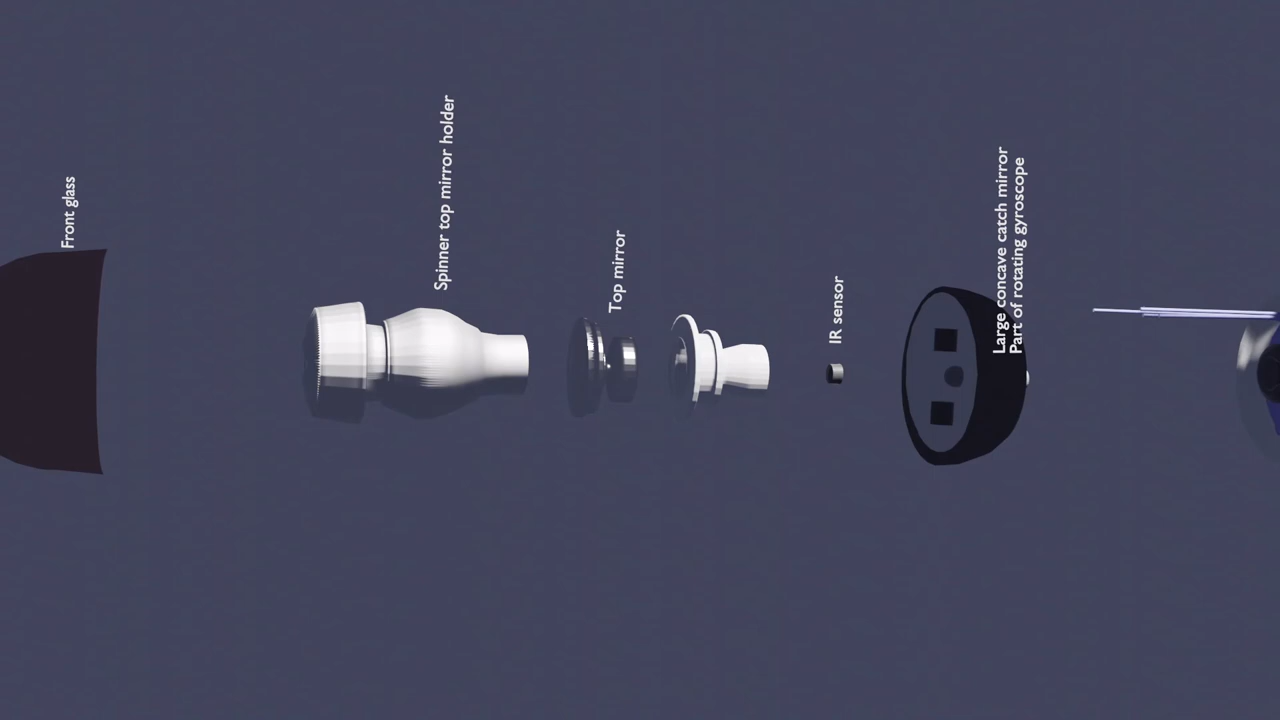 Front glass
Spinner top mirror holder
Top mirror
IR sensor
Large concave catch mirror
Part of rotating gyroscope